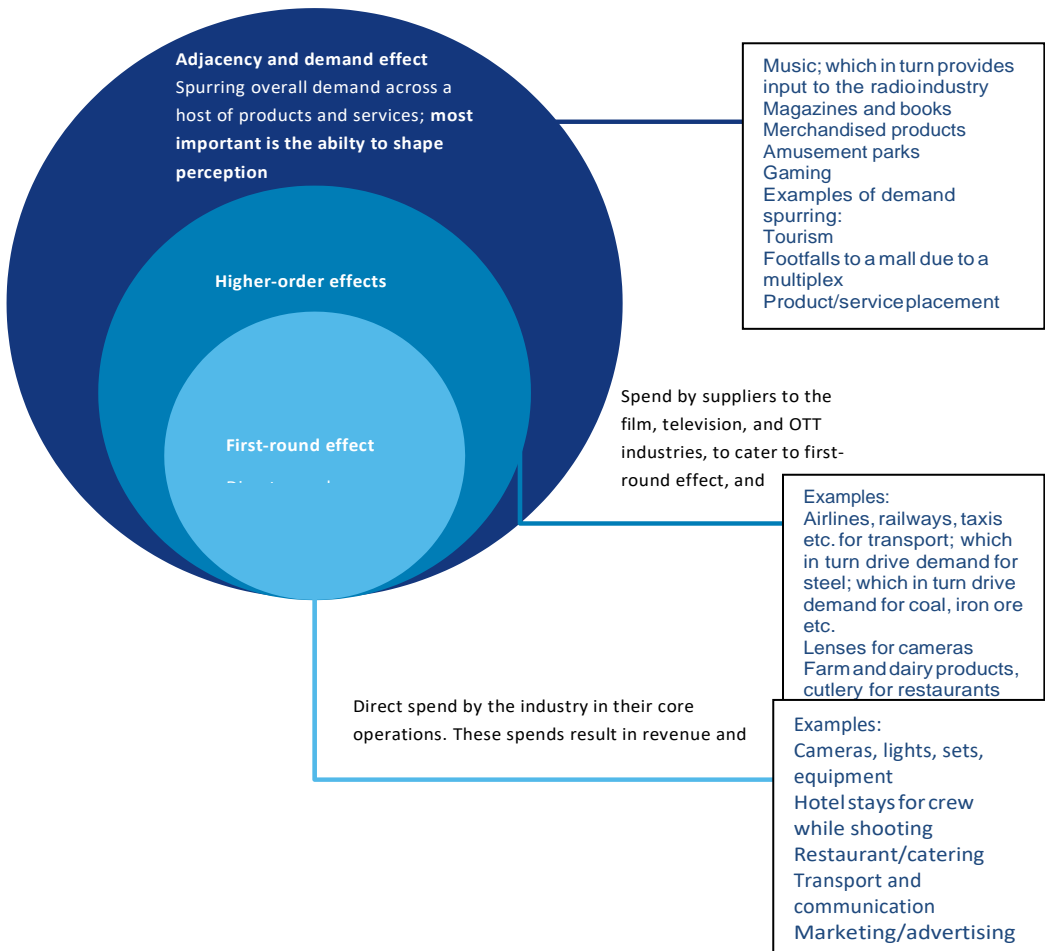 Adjacency and demand effect
Spurring overall demand across a
host of products and services; most
important is the abilty to shape
perception
Music; which in turn provides
input to the radio industry
Magazines and books
Merchandised products
Amusement parks
Gaming
Examples of demand
spurring:
Tourism
Footfalls to a mall due to a
multiplex
Product/service placement
Higher-order effects
Spend by suppliers to the
film, television, and OTT
industries, to cater to first-
round effect, and
Examples:
Airlines, railways, taxis
etc. for transport; which
in turn drive demand for
steel; which in turn drive
demand for coal, iron ore
etc.
Lenses for cameras
Farm and dairy products,
cutlery for restaurants
First-round effect
Direct spend by the industry in their core
operations. These spends result in revenue and
Examples:
Cameras, lights, sets,
equipment
Hotel stays for crew
while shooting
Restaurant/catering
Transport and
communication
Marketing/advertising